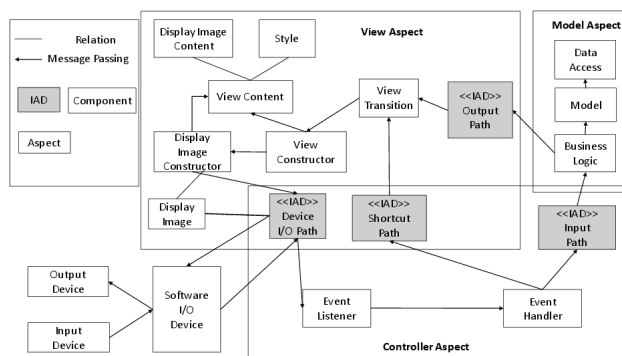 Relation
Message Passing
IAD
Component
Aspect
View Aspect
Display Image
Content
Style
View Content
View
Transition
<<IAD>>
Output
Path
Display
Image
Constructor
View
Constructor
Display
Image
<<IAD>>
Device
I/O Path
<<IAD>>
Shortcut
Path
Model Aspect
Data
Access
Model
Business
Logic
<<IAD>>
Input
Path
Output
Device
Input
Device
Software
I/O
Device
Event
Listener
Event
Handler
Controller Aspect